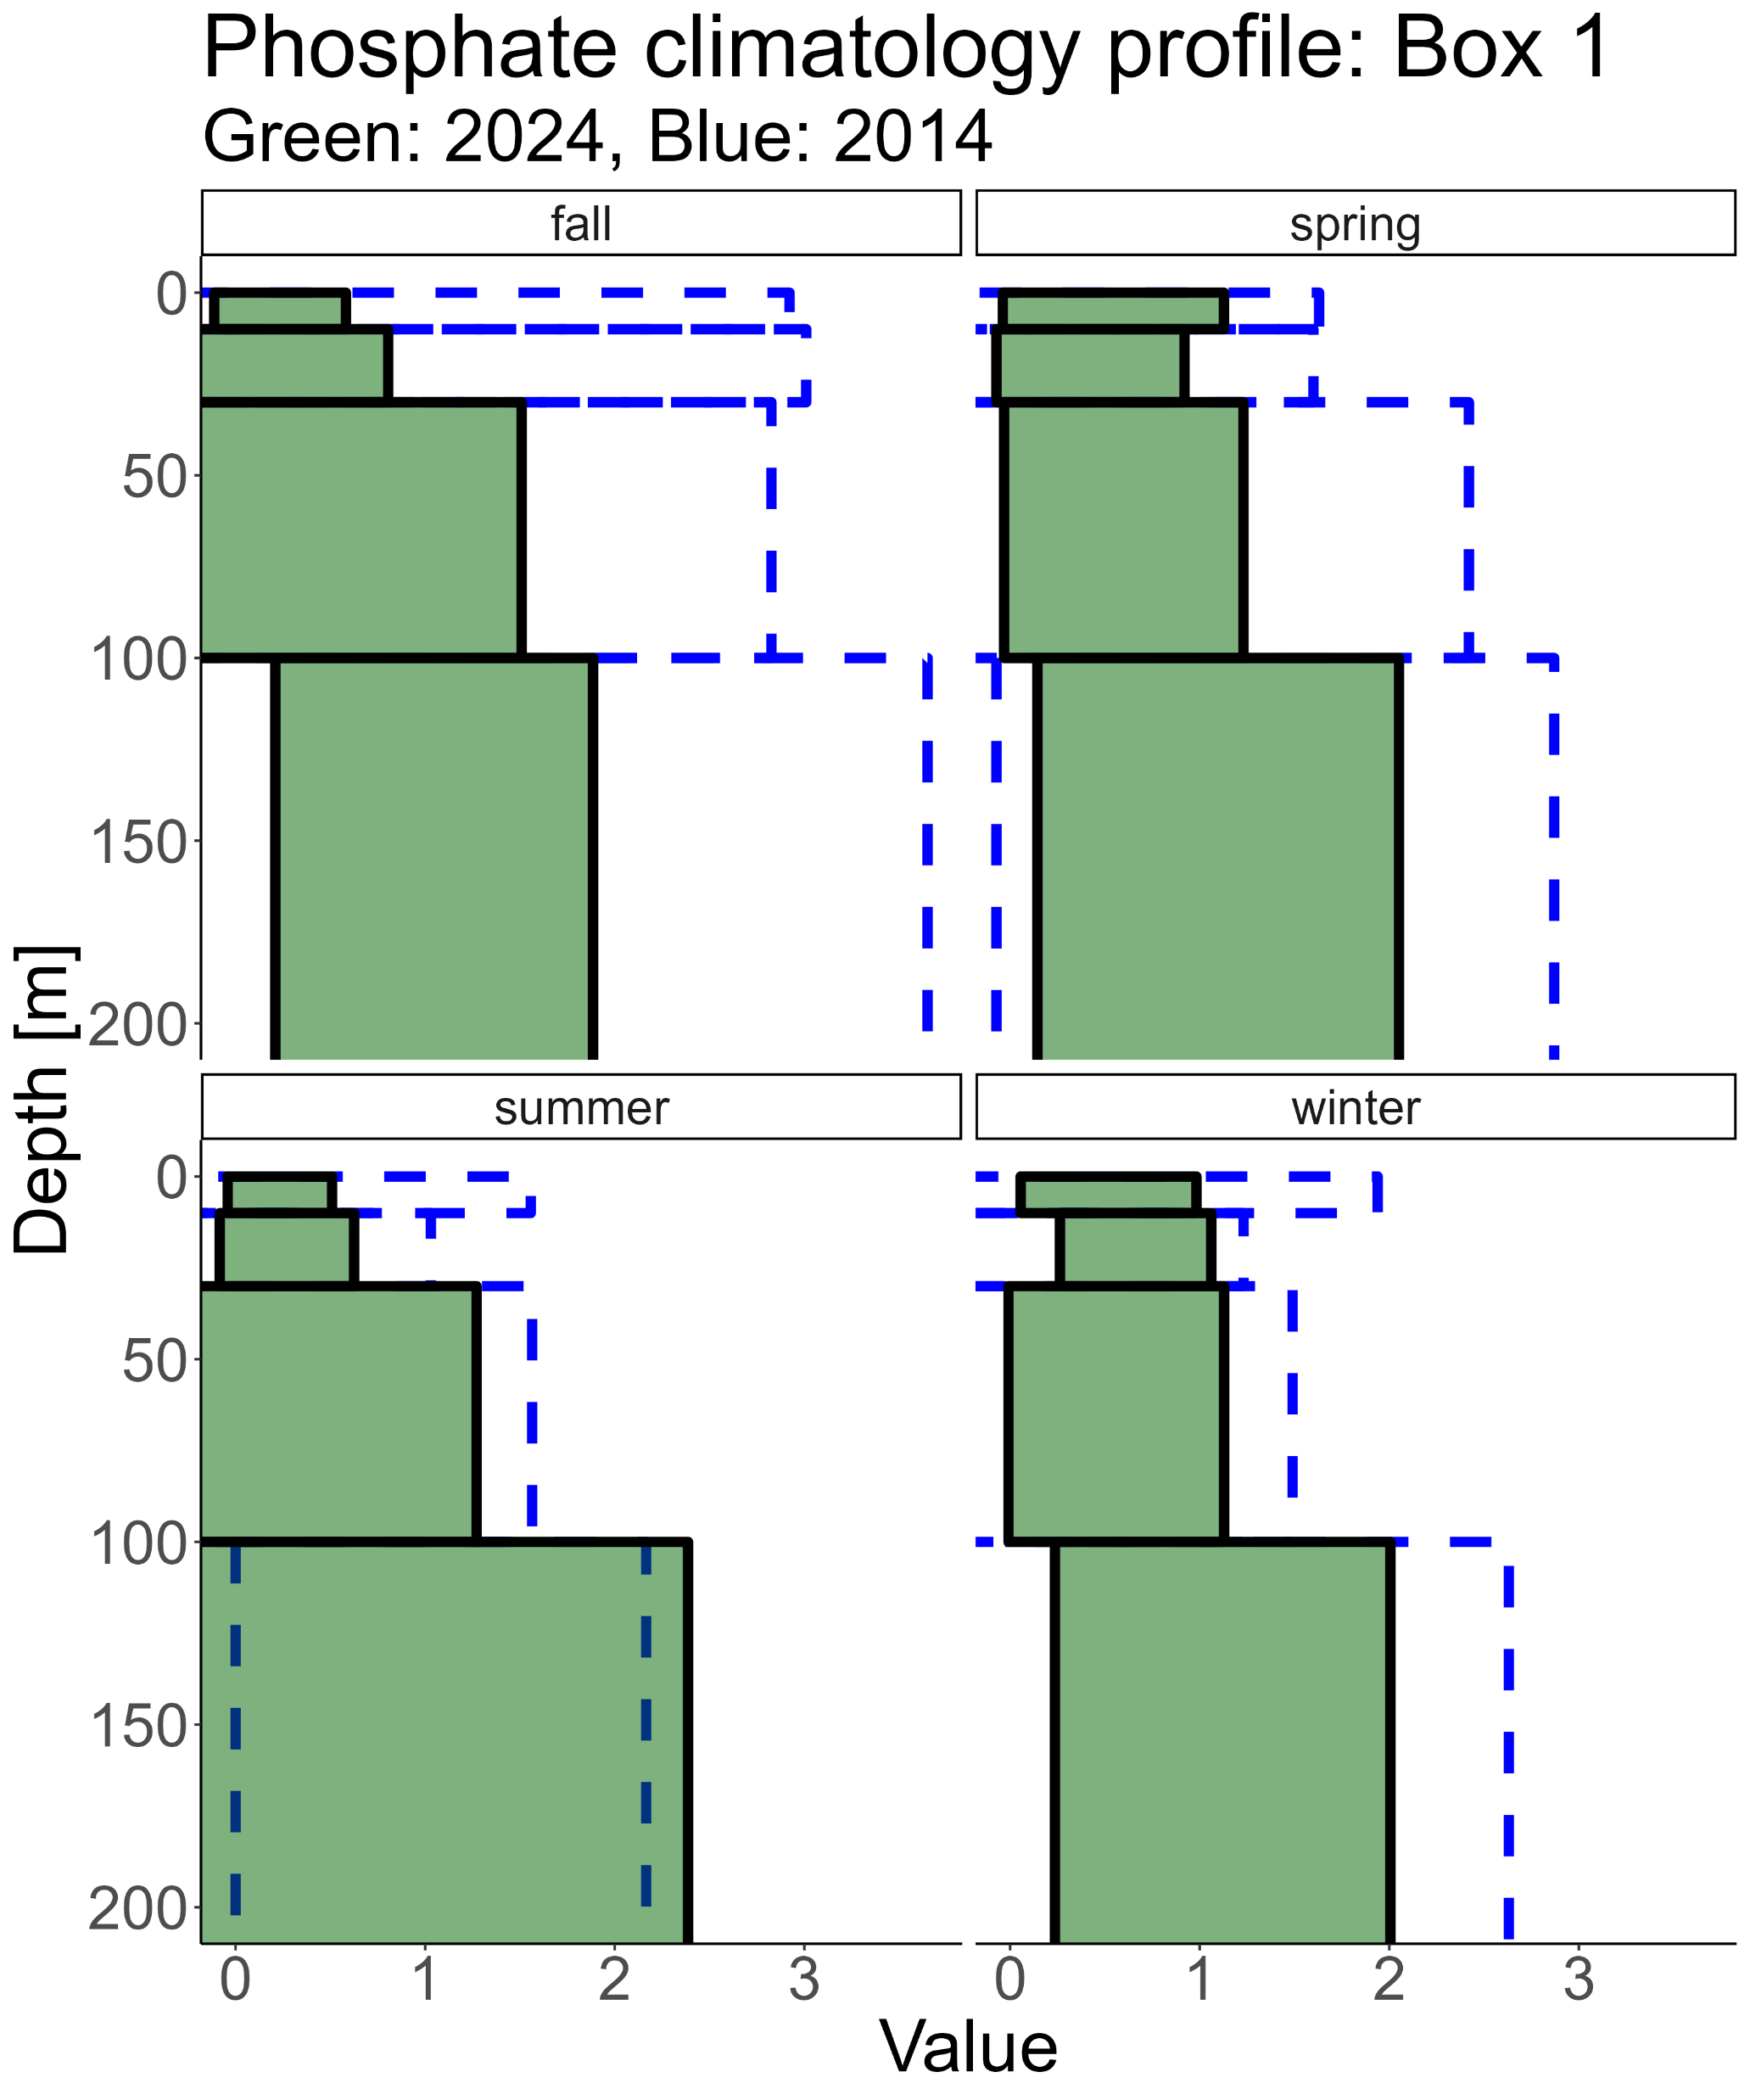 Phosphate climatology profile: Box 1
Green: 2024, Blue: 2014
fall
spring
0
50
100
150
200
summer
winter
0
50
100
150
200
Depth [m]
0 1 2 3
0 1 2 3
Value